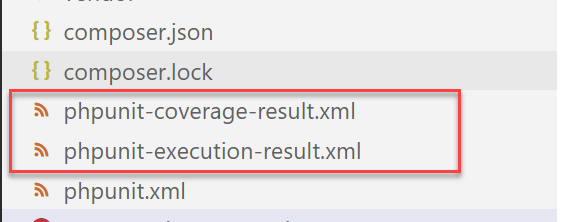 composer.json
composer.lock
phpunit-coverage-result.xml
phpunit-execution-result.xml
phpunit.xml